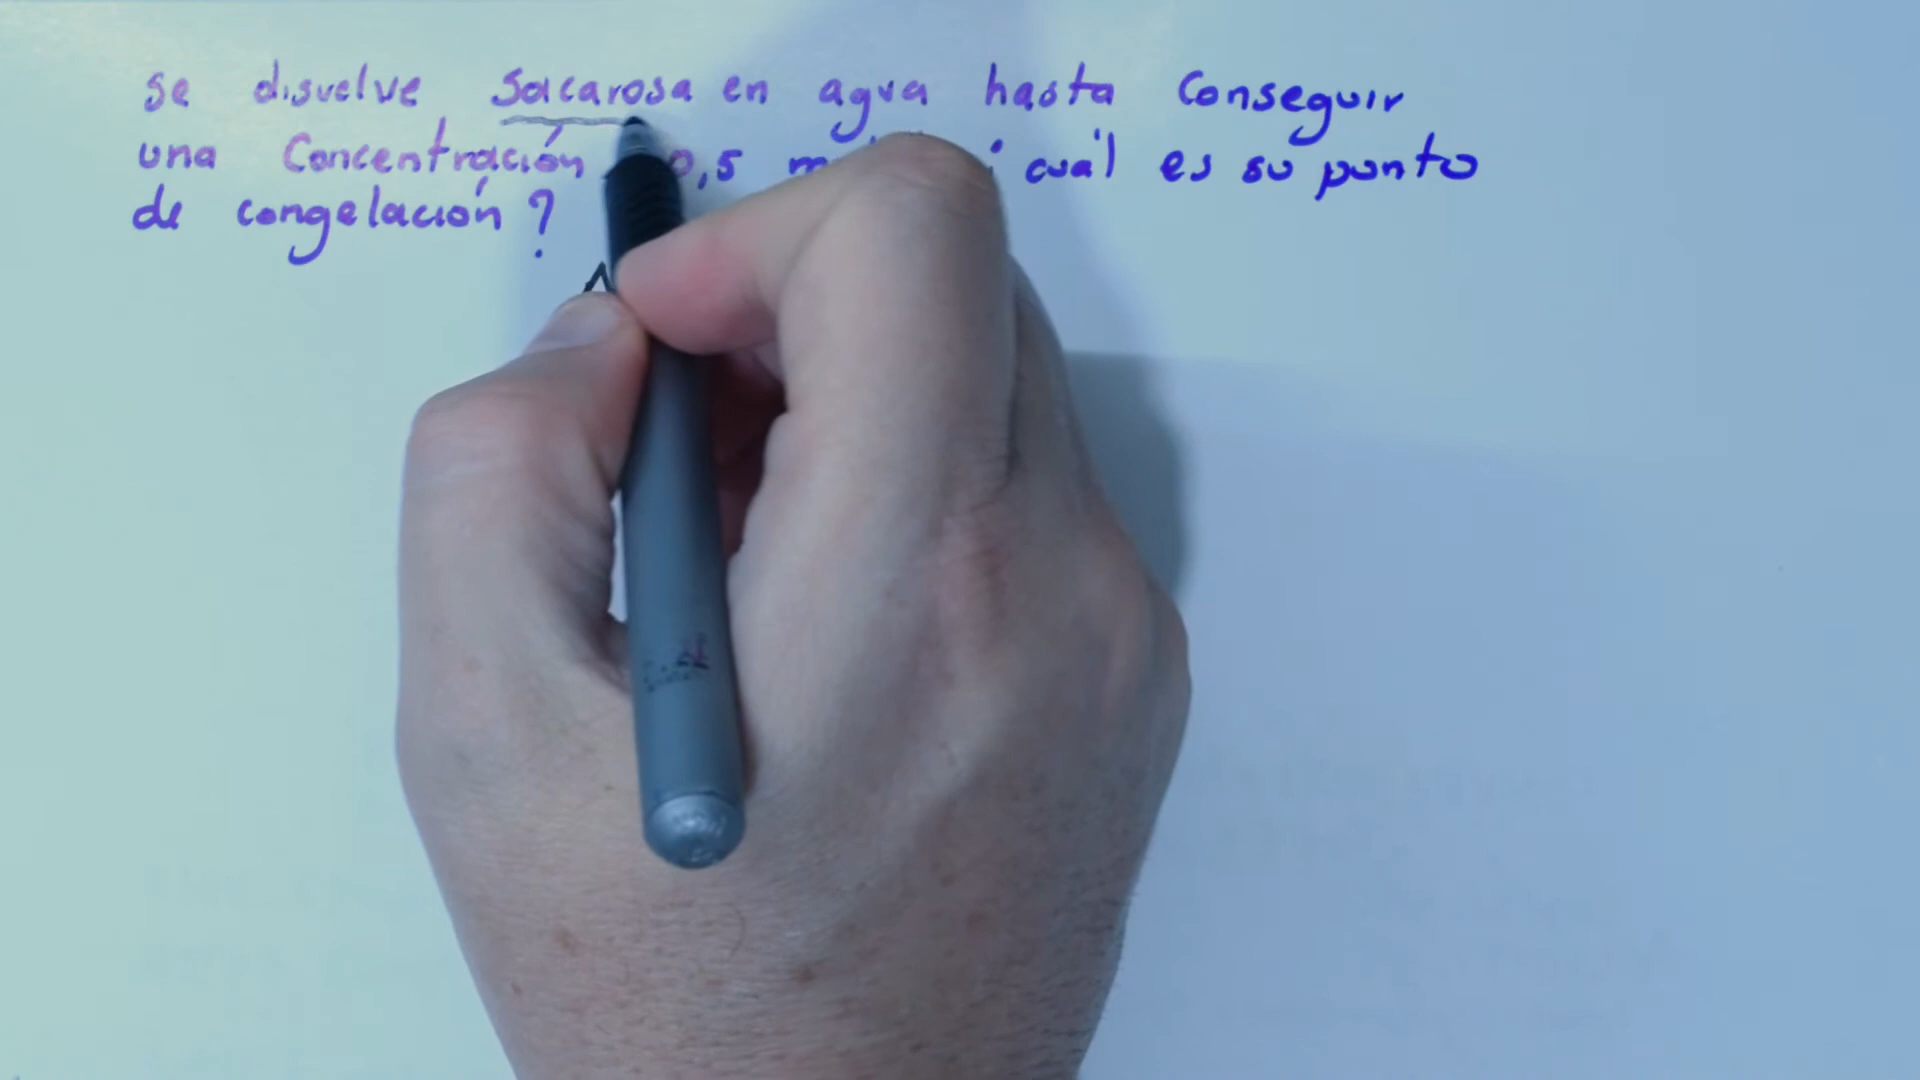 se disuelve sacarosa en agua hasta conseguir
una concentración 0,5 cuál es su punto
de congelación?